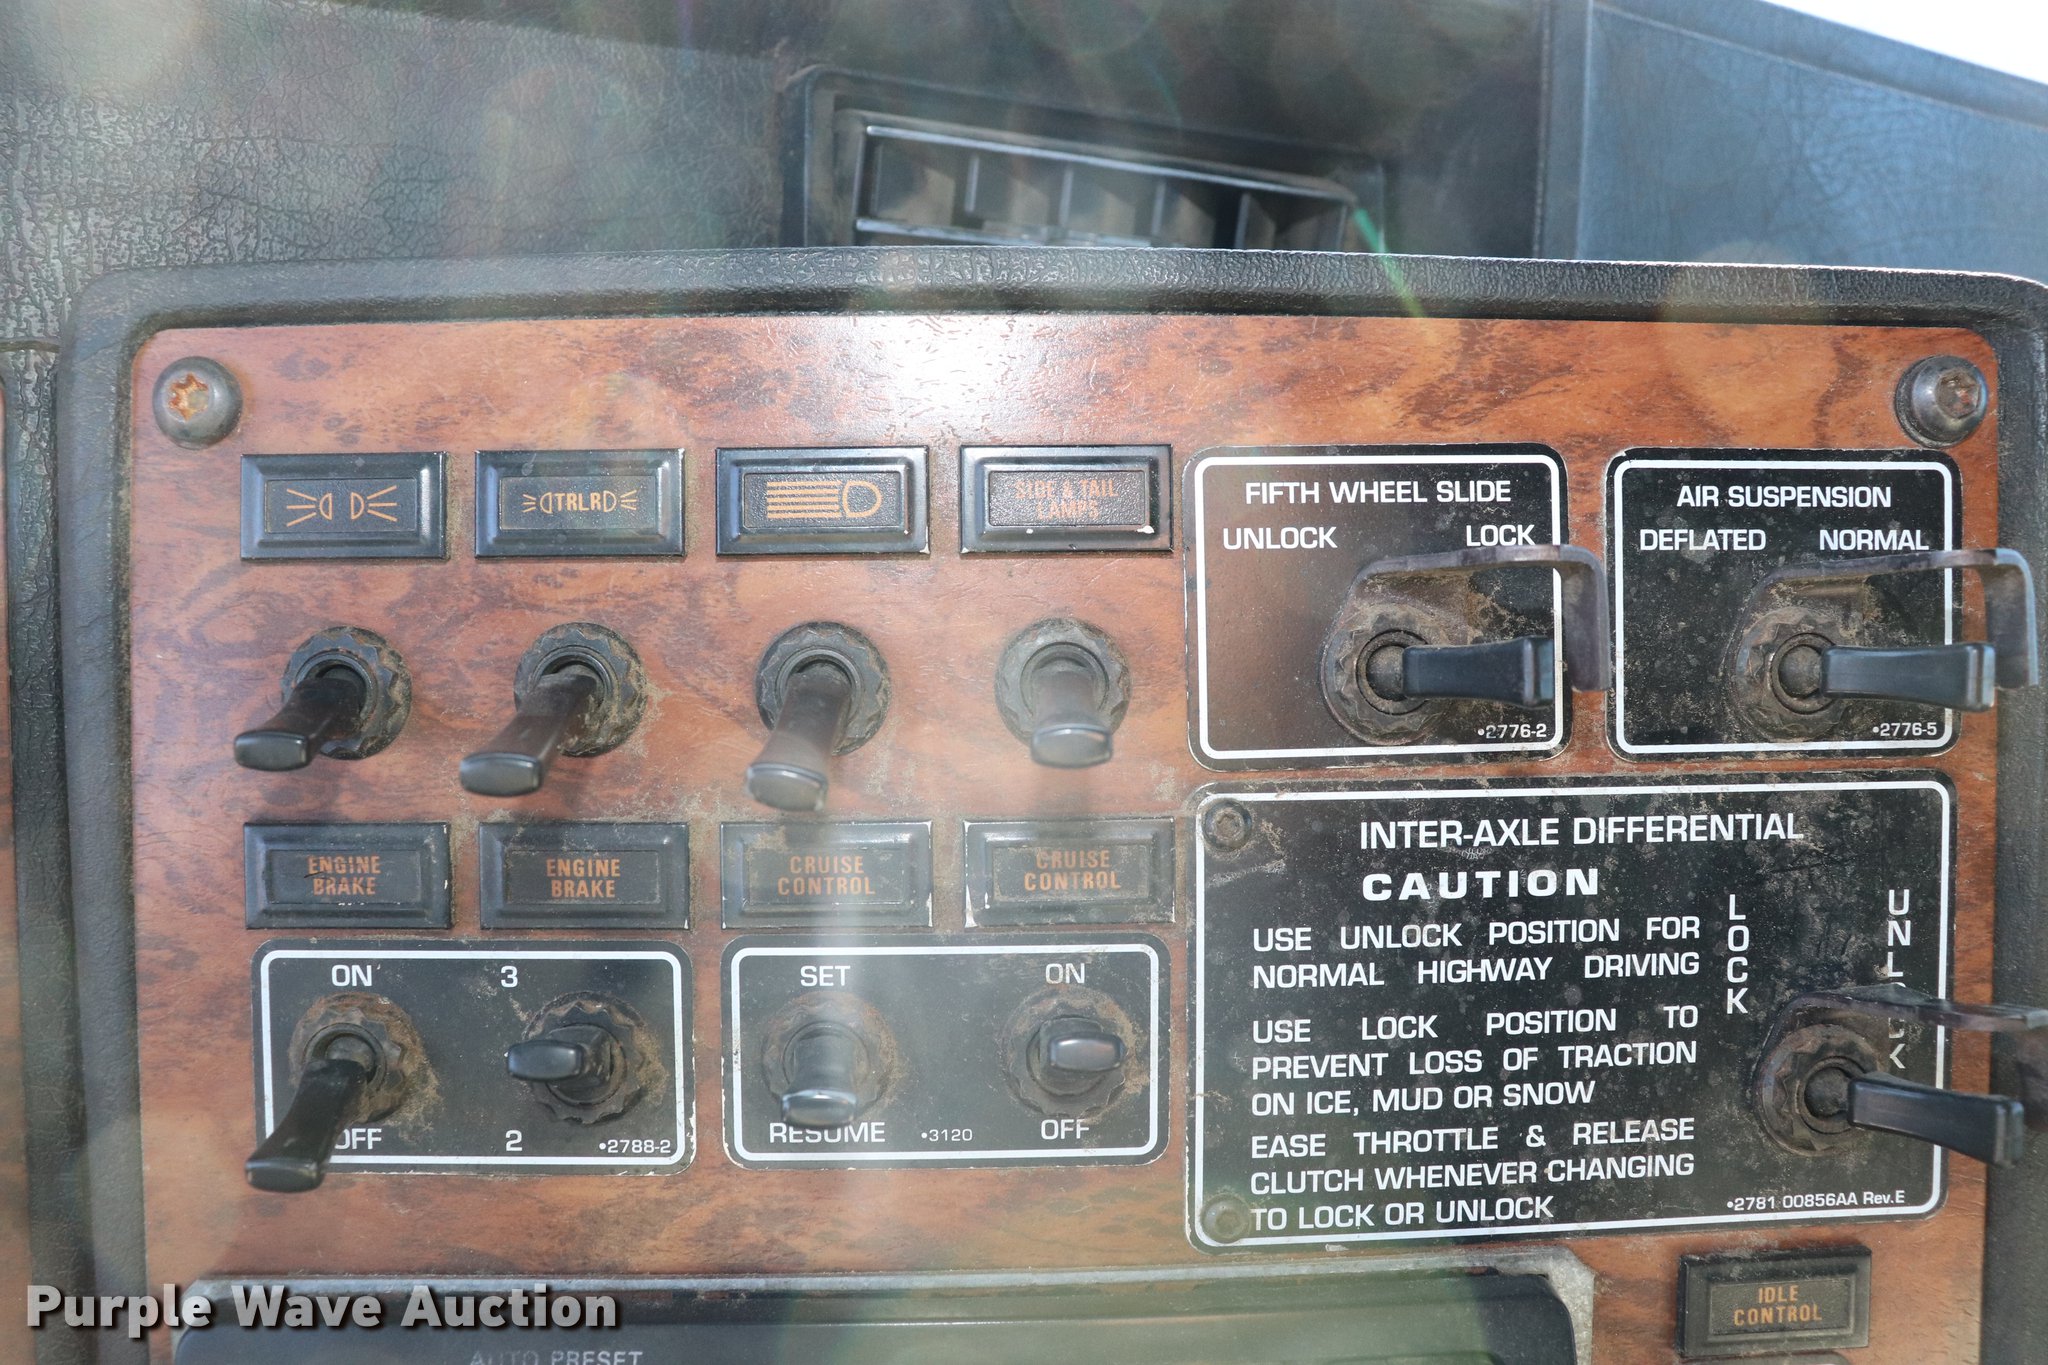 TRLR
SIDE & TAIL
LAMPS
FIFTH WHEEL SLIDE
UNLOCK LOCK
•2776-2
AIR SUSPENSION
DEFLATED NORMAL
•2776-5
ENGINE
BRAKE
ENGINE
BRAKE
CRUISE
CONTROL
CRUISE
CONTROL
ON 3
OFF 2 •2788-2
SET ON
RESUME •3120 OFF
INTER-AXLE DIFFERENTIAL
CAUTION
USE UNLOCK POSITION FOR
NORMAL HIGHWAY DRIVING
USE LOCK POSITION TO
PREVENT LOSS OF TRACTION
ON ICE, MUD OR SNOW
EASE THROTTLE & RELEASE
CLUTCH WHENEVER CHANGING
TO LOCK OR UNLOCK
LOCK
UNLOCK
•2781 00856AA Rev.E
IDLE
CONTROL
AUTO PRESET
Purple Wave Auction